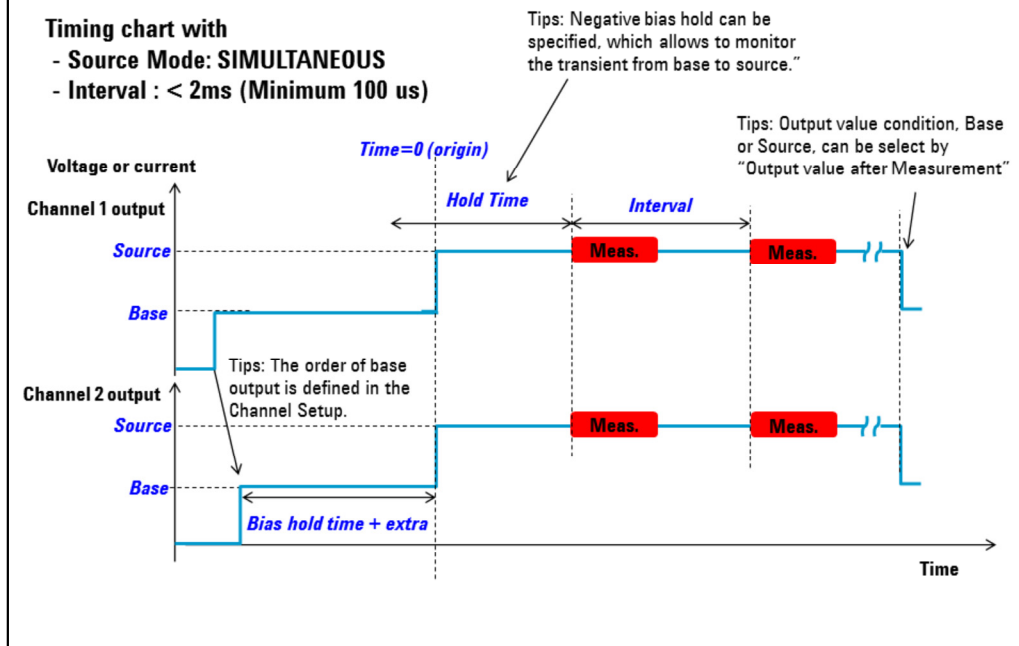 Timing chart with
- Source Mode: SIMULTANEOUS
- Interval : < 2ms (Minimum 100 us)
Tips: Negative bias hold can be
specified, which allows to monitor
the transient from base to source.”
Tips: Output value condition, Base
or Source, can be select by
“Output value after Measurement”
Time=0 (origin)
Voltage or current
Hold Time
Interval
Channel 1 output
Source
Meas.
Meas.
Base
Tips: The order of base
output is defined in the
Channel Setup.
Channel 2 output
Source
Meas.
Meas.
Base
Bias hold time + extra
Time